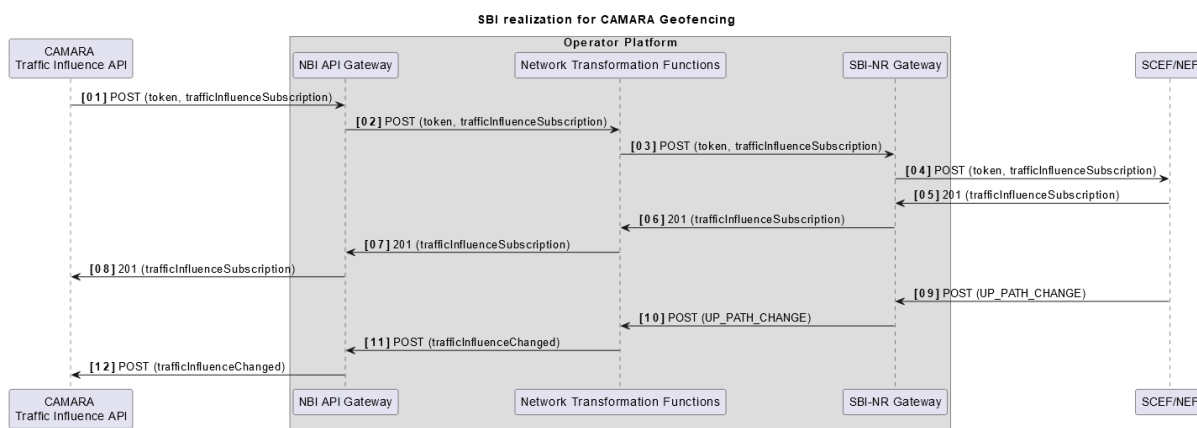 SBI realization for CAMARA Geofencing
Operator Platform
CAMARA
Traffic Influence API
NBI API Gateway
Network Transformation Functions
SBI-NR Gateway
SCEF/NEF
[01] POST (token, trafficInfluenceSubscription)
[02] POST (token, trafficInfluenceSubscription)
[03] POST (token, trafficInfluenceSubscription)
[04] POST (token, trafficInfluenceSubscription)
[05] 201 (trafficInfluenceSubscription)
[06] 201 (trafficInfluenceSubscription)
[07] 201 (trafficInfluenceSubscription)
[08] 201 (trafficInfluenceSubscription)
[09] POST (UP_PATH_CHANGE)
[10] POST (UP_PATH_CHANGE)
[11] POST (trafficInfluenceChanged)
[12] POST (trafficInfluenceChanged)
CAMARA
Traffic Influence API
NBI API Gateway
Network Transformation Functions
SBI-NR Gateway
SCEF/NEF